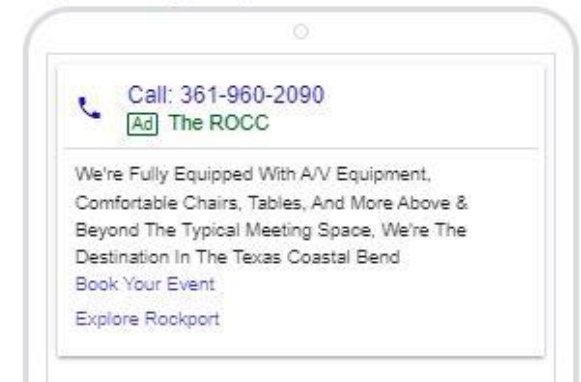 Call: 361-960-2090
Ad The ROCC
We're Fully Equipped With A/V Equipment,
Comfortable Chairs, Tables, And More Above &
Beyond The Typical Meeting Space, We're The
Destination In The Texas Coastal Bend
Book Your Event
Explore Rockport